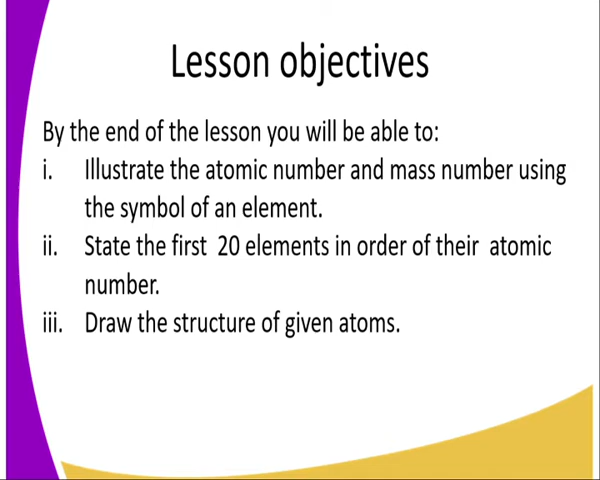 Lesson objectives
By the end of the lesson you will be able to:
i. Illustrate the atomic number and mass number using
the symbol of an element.
ii. State the first 20 elements in order of their atomic
number.
iii. Draw the structure of given atoms.